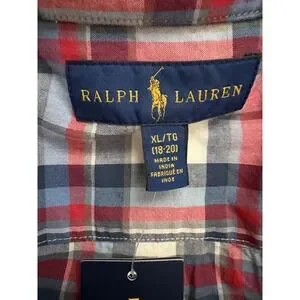 RALPH LAUREN
XL/TG
(18-20)
MADE IN
INDIA
FABRIQUÉ EN
INDE